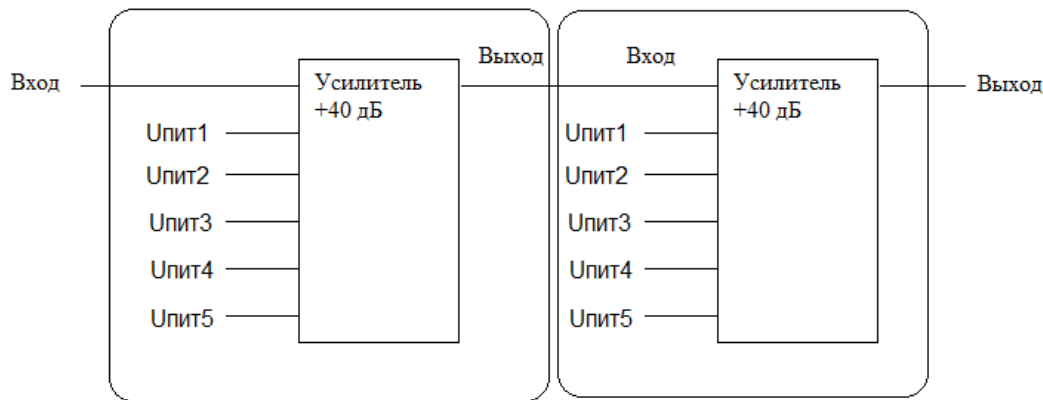 Вход
Усилитель
+40 дБ
Uпит1
Uпит2
Uпит3
Uпит4
Uпит5
Выход
Вход
Усилитель
+40 дБ
Uпит1
Uпит2
Uпит3
Uпит4
Uпит5
Выход